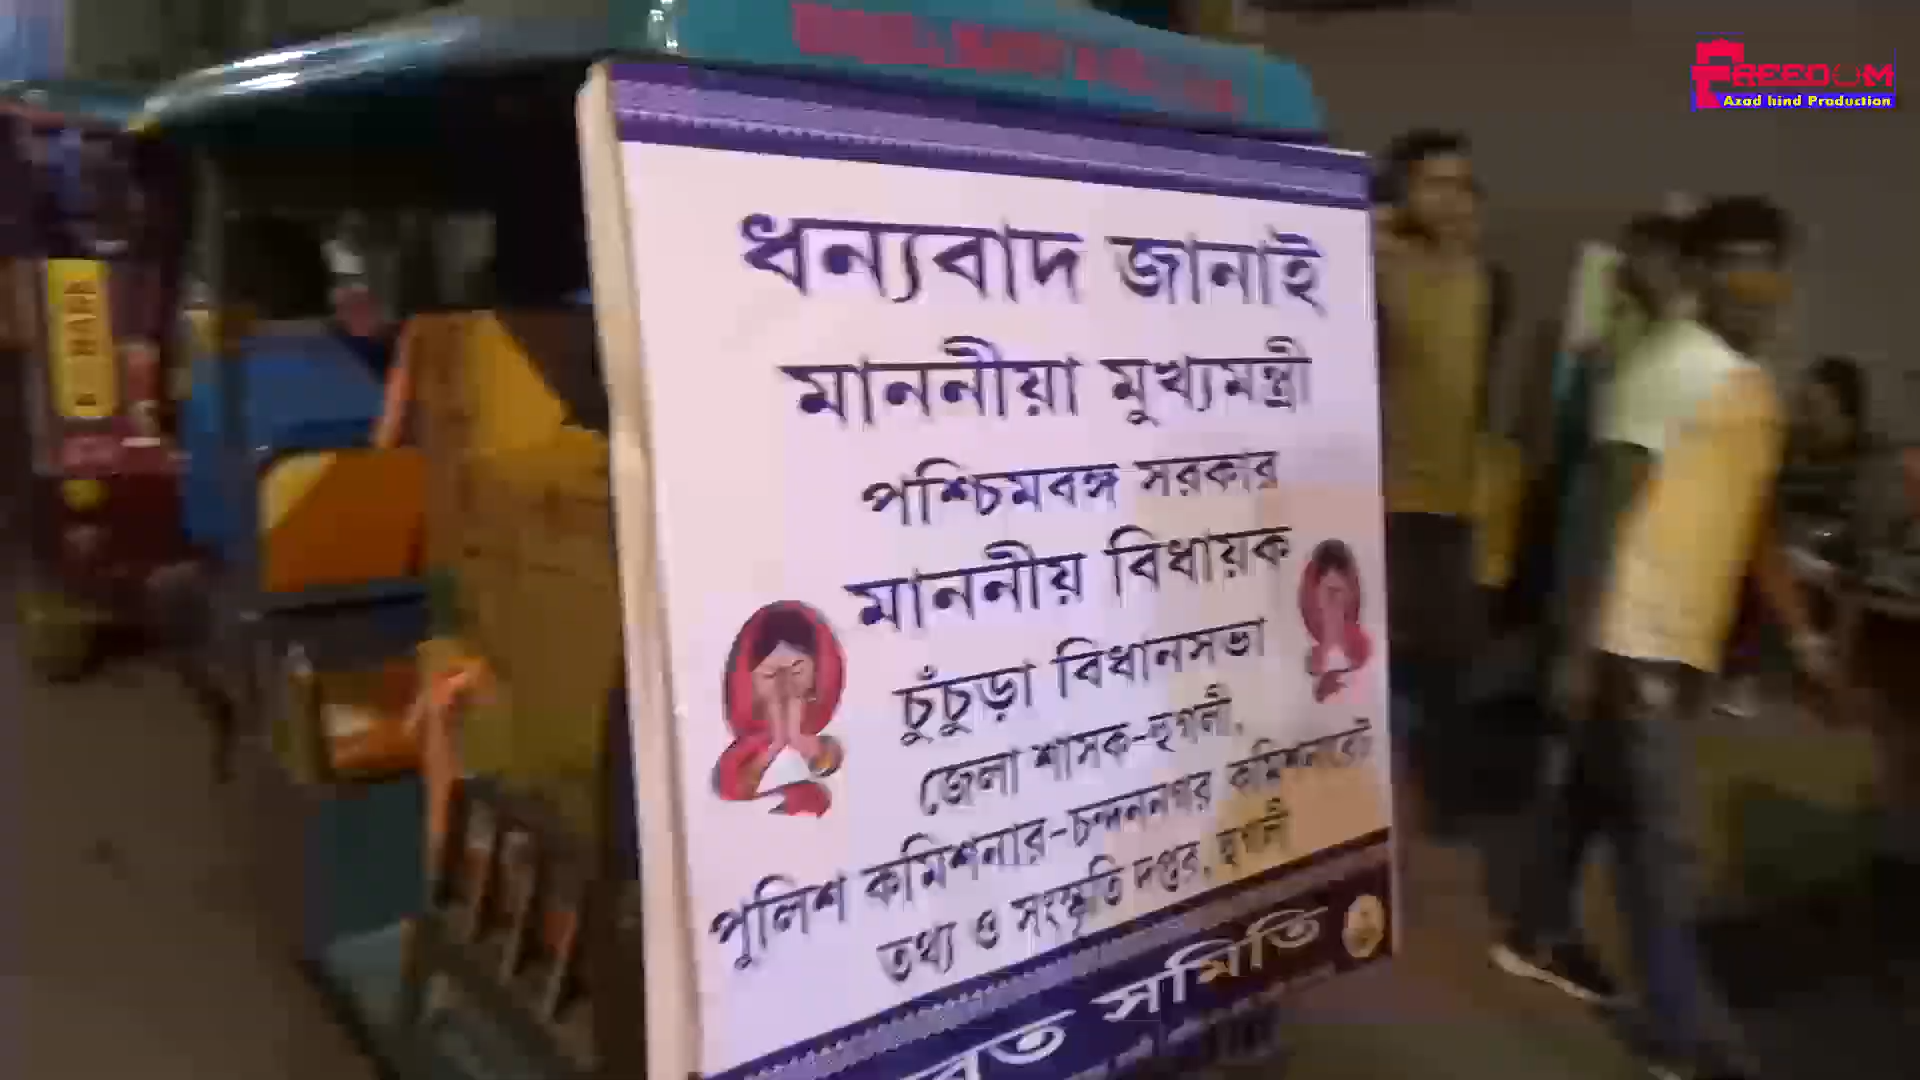 FREEDOM
Azad hind Production
ধন্যবাদ জানাই
মাননীয়া মুখ্যমন্ত্রী
পশ্চিমবঙ্গ সরকার
মাননীয় বিধায়ক
চুঁচুড়া বিধানসভা
জেলা শাসক-হুগলী,
পুলিশ কমিশনার-চন্দননগর কমিশনারেট
তথ্য ও সংস্কৃতি দপ্তর, হুগলী
সমিতি